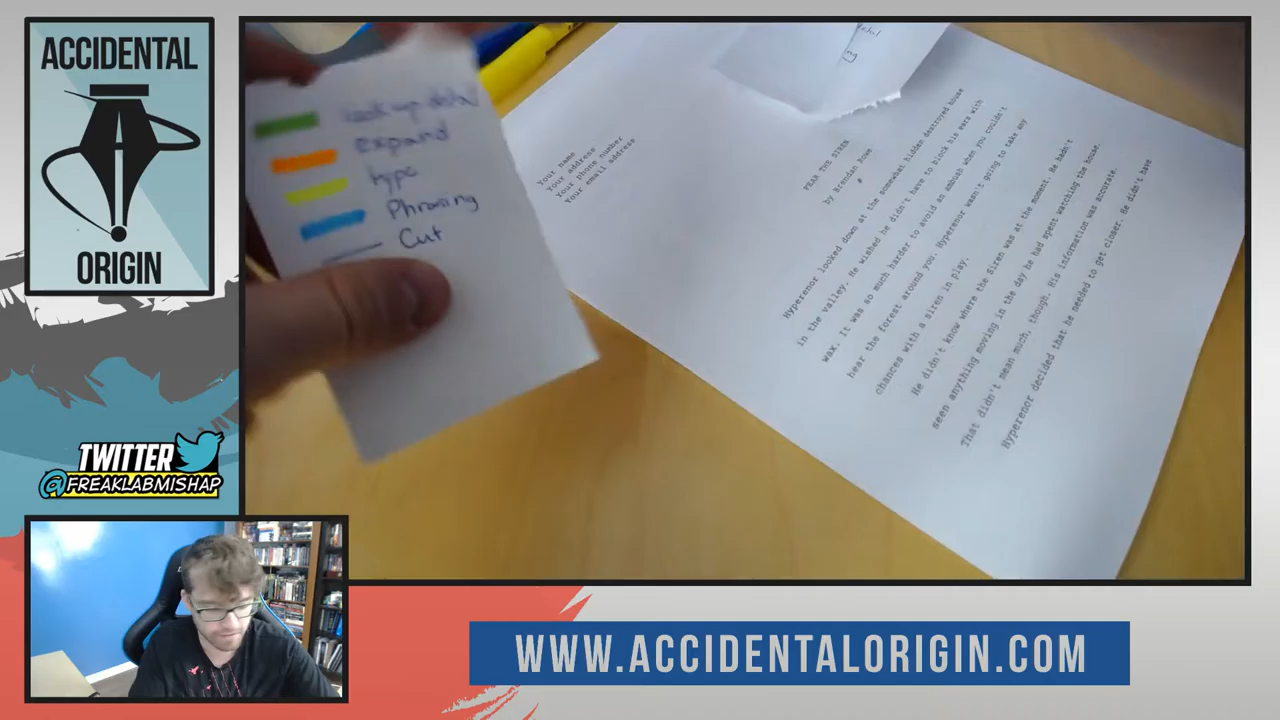 ACCIDENTAL
ORIGIN
TWITTER
@FREAKLABMISHAP
look up detail
expand
typo
Phrasing
Cut
Your name
Your address
Your phone number
Your email address
FEAR THE SIREN
by Brendan Rowe
#
Hyperenor looked down at the somewhat hidden destroyed house
in the valley. He wished he didn't have to block his ears with
wax. It was so much harder to avoid an ambush when you couldn't
hear the forest around you. Hyperenor wasn't going to take any
chances with a siren in play.
He didn't know where the Siren was at the moment. He hadn't
seen anything moving in the day he had spent watching the house.
That didn't mean much, though. His information was accurate.
Hyperenor decided that he needed to get closer. He didn't have
WWW.ACCIDENTALORIGIN.COM